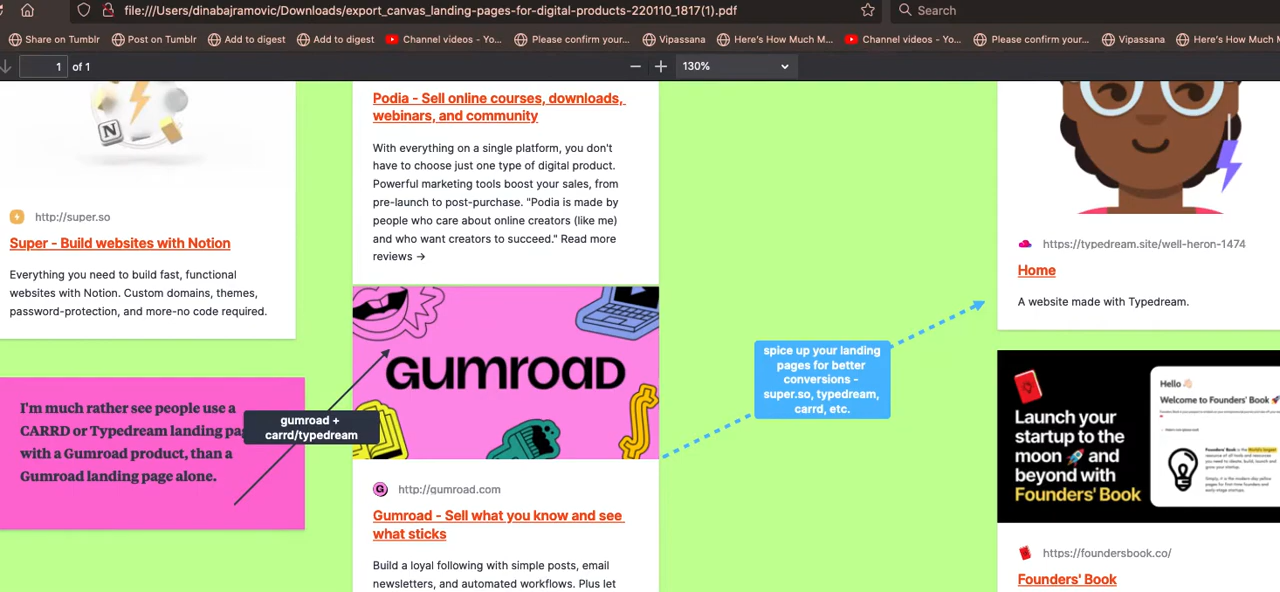 file:///Users/dinabajramovic/Downloads/export_canvas_landing-pages-for-digital-products-220110_1817(1).pdf
Search
Share on Tumblr
Post on Tumblr
Add to digest
Add to digest
Channel videos - Yo...
Please confirm your...
Vipassana
Here's How Much M...
Channel videos - Yo...
Please confirm your...
Vipassana
Here's How Much M
1 of 1
130%
N
http://super.so
Super - Build websites with Notion
Everything you need to build fast, functional
websites with Notion. Custom domains, themes,
password-protection, and more-no code required.
I'm much rather see people use a
CARRD or Typedream landing pag
with a Gumroad product, than a
Gumroad landing page alone.
gumroad +
carrd/typedream
Podia - Sell online courses, downloads,
webinars, and community
With everything on a single platform, you don't
have to choose just one type of digital product.
Powerful marketing tools boost your sales, from
pre-launch to post-purchase. "Podia is made by
people who care about online creators (like me)
and who want creators to succeed." Read more
reviews →
GUMROAD
G
http://gumroad.com
Gumroad - Sell what you know and see
what sticks
Build a loyal following with simple posts, email
newsletters, and automated workflows. Plus let
spice up your landing
pages for better
conversions -
super.so, typedream,
carrd, etc.
https://typedream.site/well-heron-1474
Home
A website made with Typedream.
Launch your
startup to the
moon 🚀 and
beyond with
Founders' Book
Hello 👋🏻
Welcome to Founders' Book 🚀
https://foundersbook.co/
Founders' Book